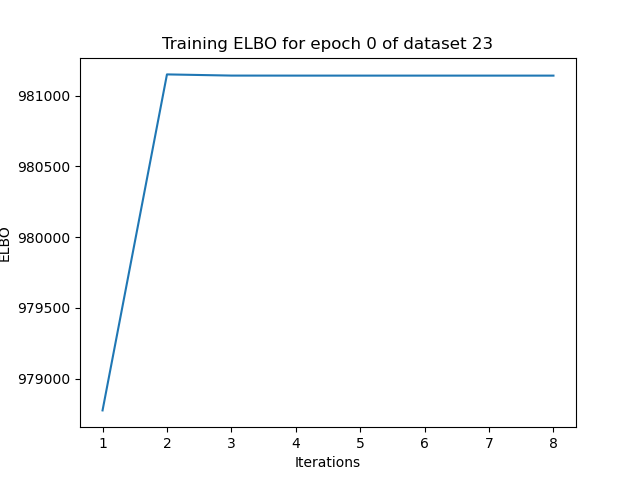 Training ELBO for epoch 0 of dataset 23
981000
980500
980000
979500
979000
ELBO
1 2 3 4 5 6 7 8
Iterations